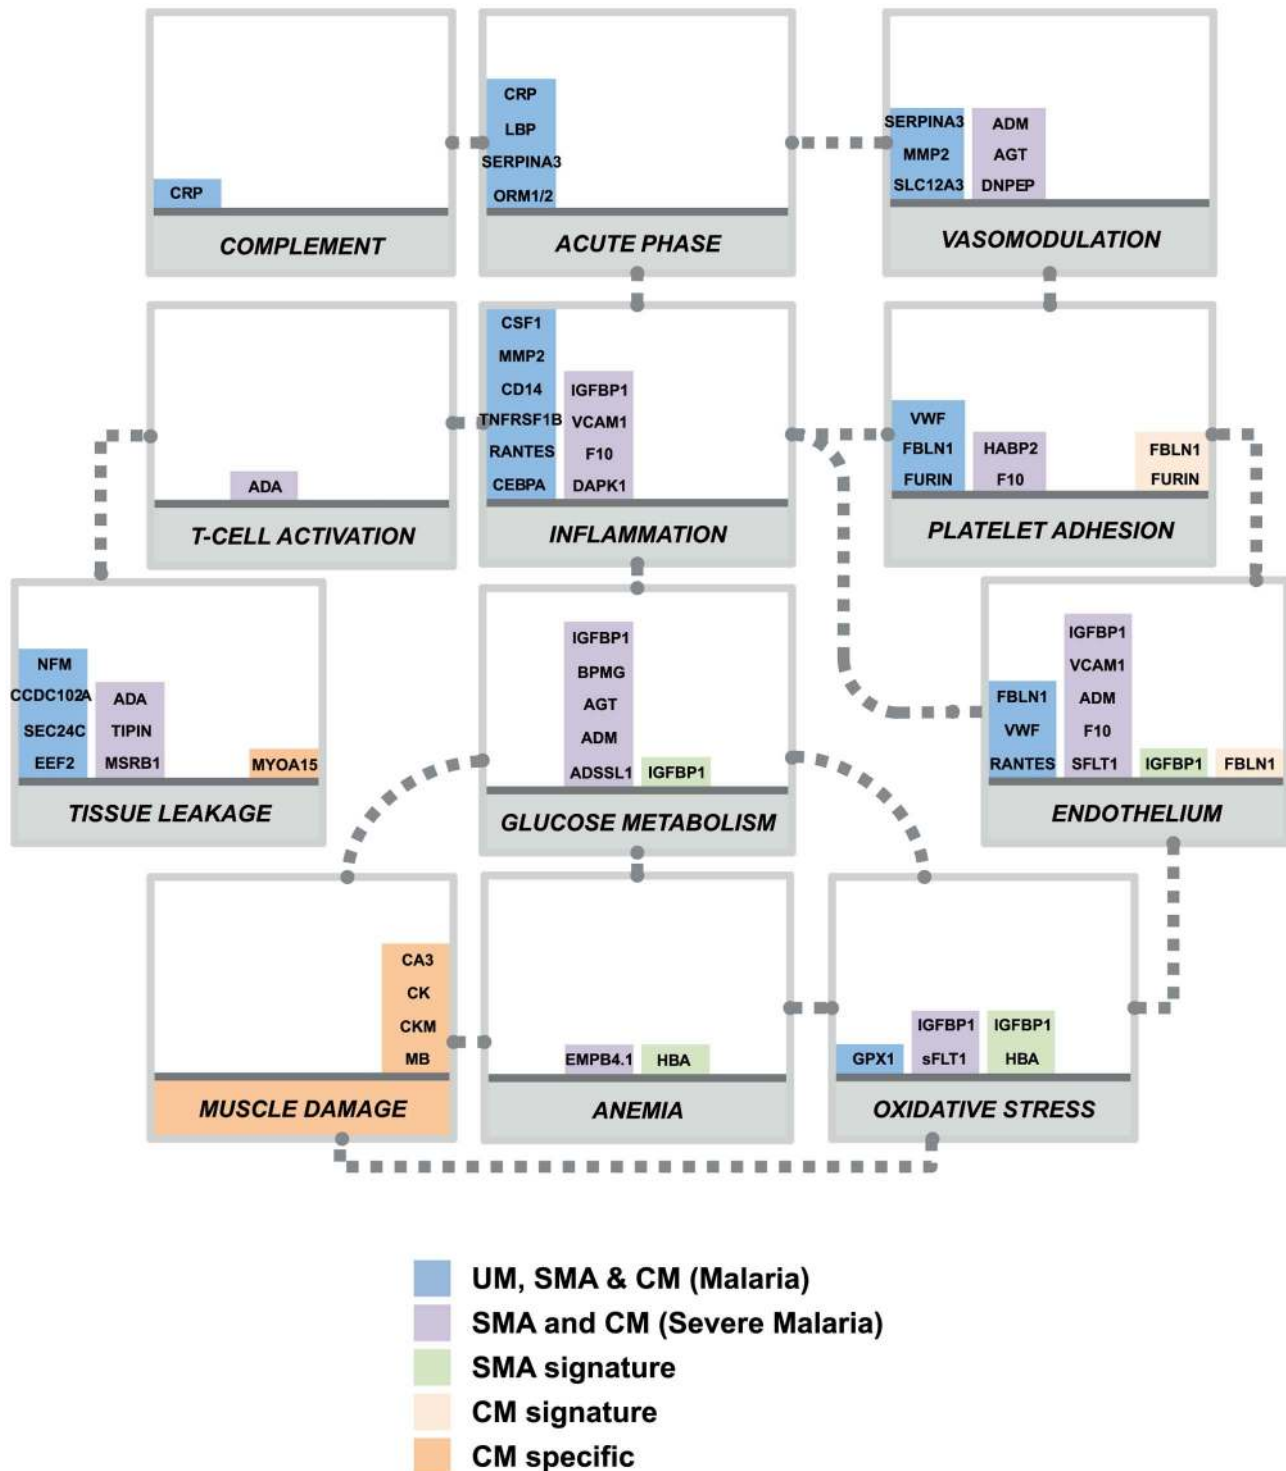 CRP
COMPLEMENT
CRP
LBP
SERPINA3
ORM1/2
ACUTE PHASE
SERPINA3
MMP2
SLC12A3
ADM
AGT
DNPEP
VASOMODULATION
ADA
T-CELL ACTIVATION
CSF1
MMP2
CD14
TNFRSF1B
RANTES
CEBPA
IGFBP1
VCAM1
F10
DAPK1
INFLAMMATION
VWF
FBLN1
FURIN
HABP2
F10
FBLN1
FURIN
PLATELET ADHESION
NFM
CCDC102A
SEC24C
EEF2
ADA
TIPIN
MSRB1
MYOA15
TISSUE LEAKAGE
IGFBP1
BPMG
AGT
ADM
ADSSL1
IGFBP1
GLUCOSE METABOLISM
FBLN1
VWF
RANTES
IGFBP1
VCAM1
ADM
F10
SFLT1
IGFBP1
FBLN1
ENDOTHELIUM
CA3
CK
CKM
MB
MUSCLE DAMAGE
EMPB4.1
HBA
ANEMIA
GPX1
IGFBP1
sFLT1
IGFBP1
HBA
OXIDATIVE STRESS
UM, SMA & CM (Malaria)
SMA and CM (Severe Malaria)
SMA signature
CM signature
CM specific